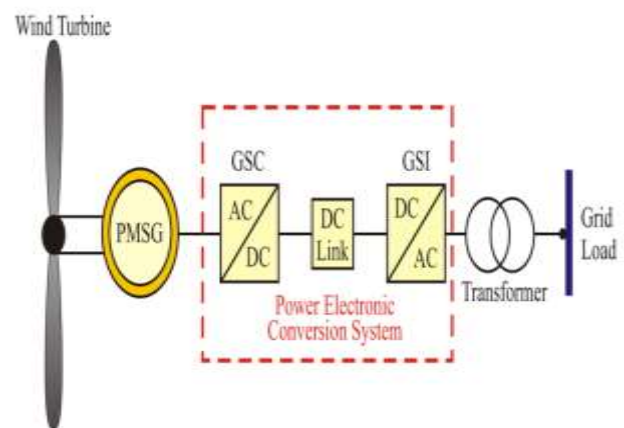 Wind Turbine
PMSG
GSC
AC
DC
DC
Link
GSI
DC
AC
Transformer
Grid
Load
Power Electronic
Conversion System